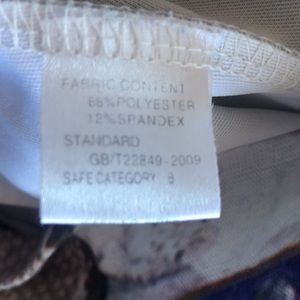 FABRIC CONTENT
88%POLYESTER
12%SPANDEX
STANDARD
GB/T22849-2009
SAFE CATEGORY B